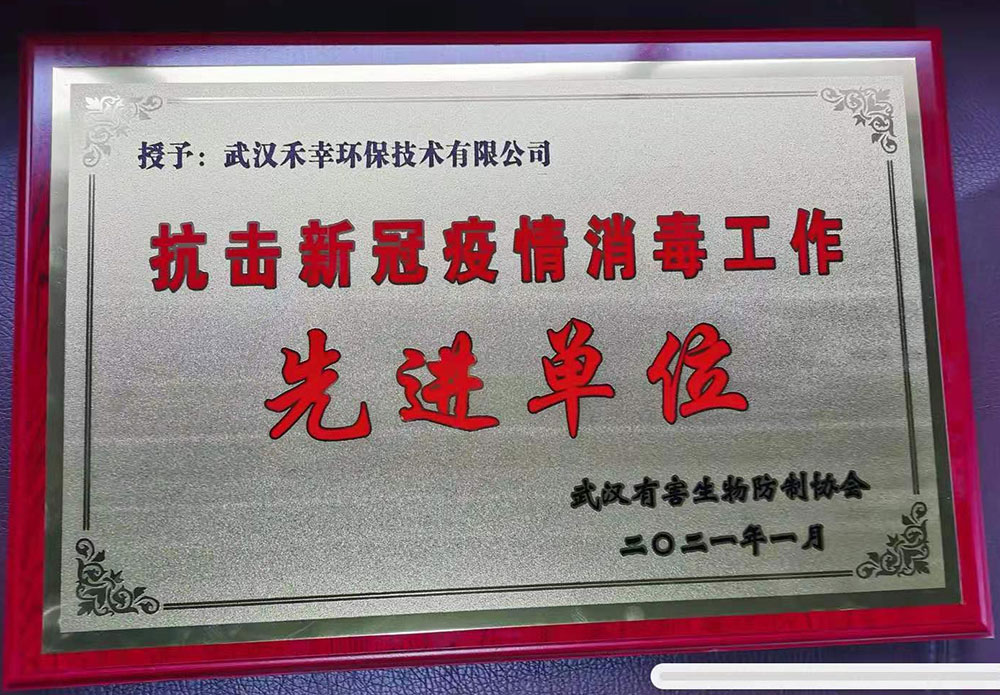 授予：武汉禾幸环保技术有限公司
抗击新冠疫情消毒工作
先进单位
武汉有害生物防制协会
二〇二一年一月